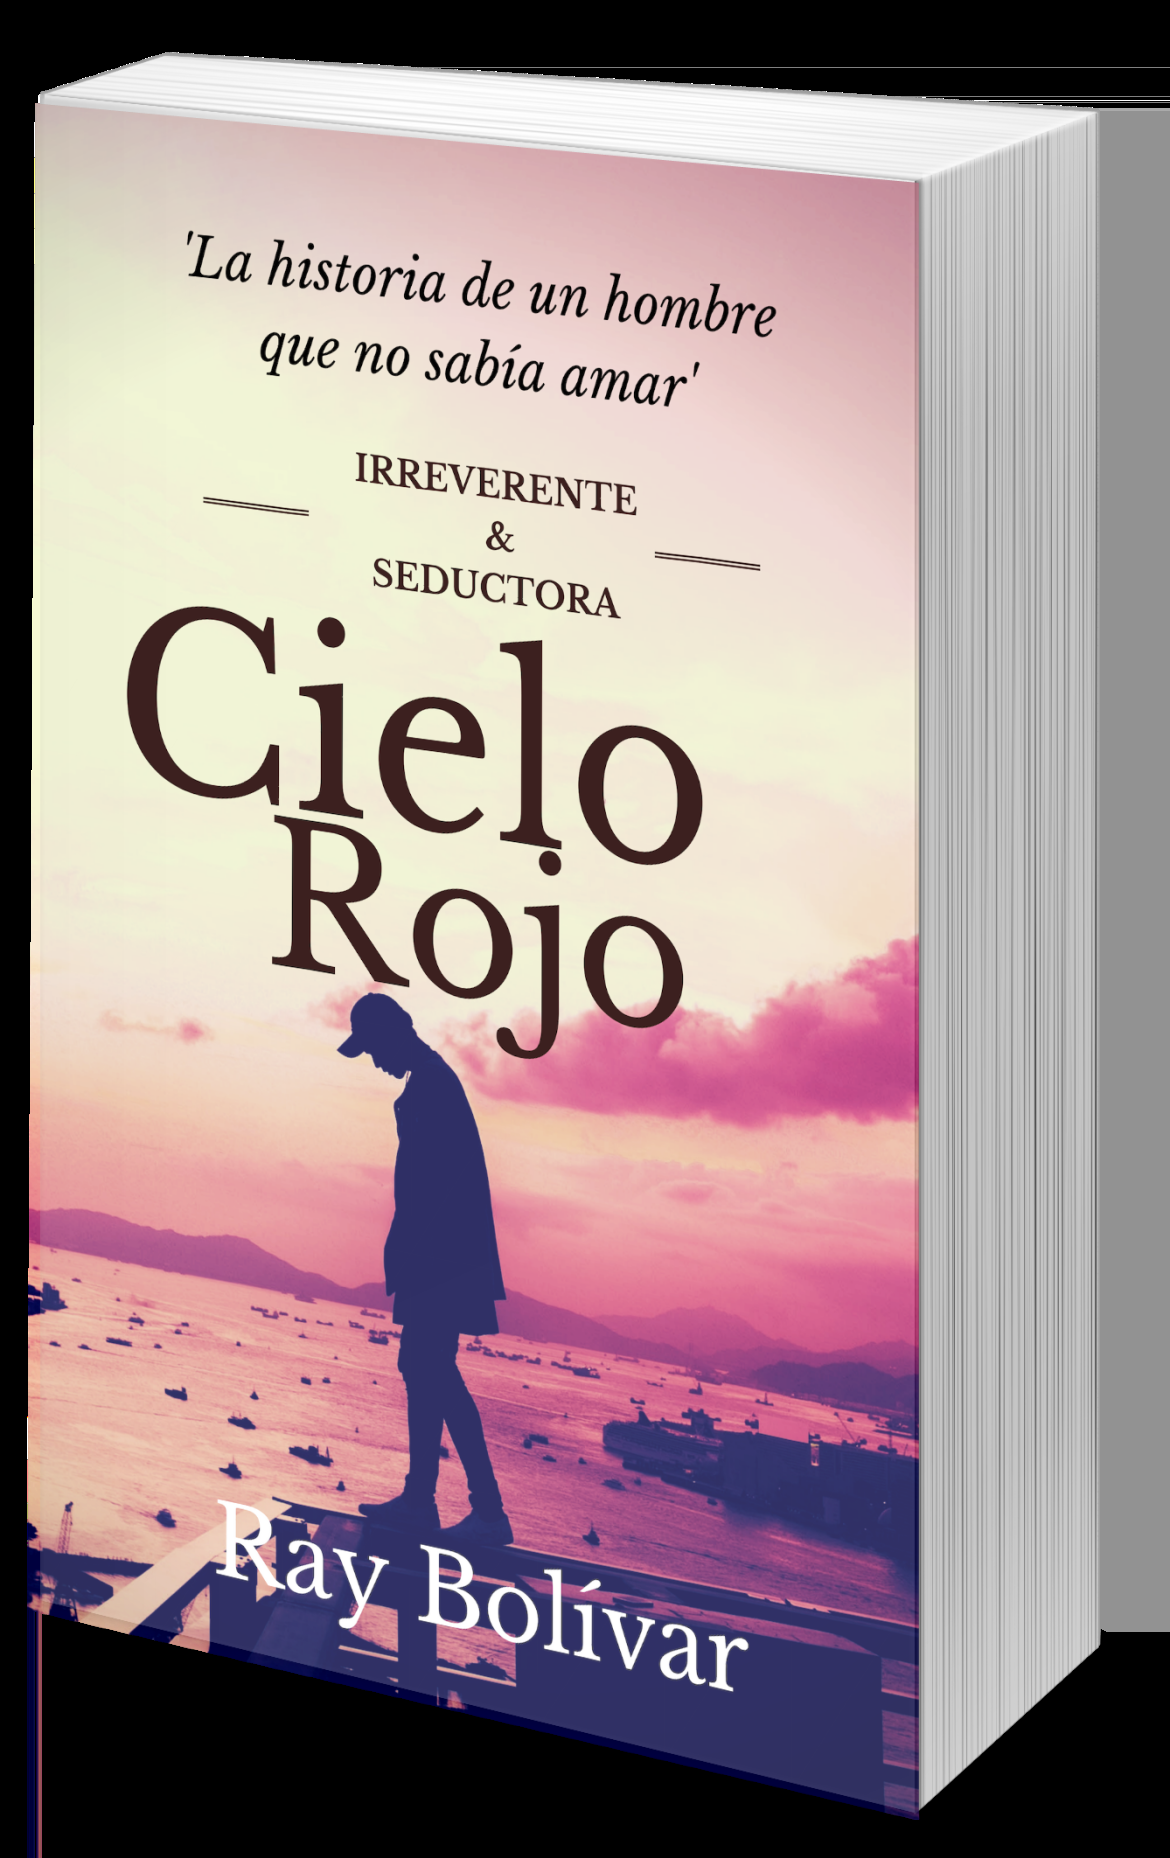 'La historia de un hombre
que no sabía amar'
IRREVERENTE
&
SEDUCTORA
Cielo
Rojo
Ray Bolívar